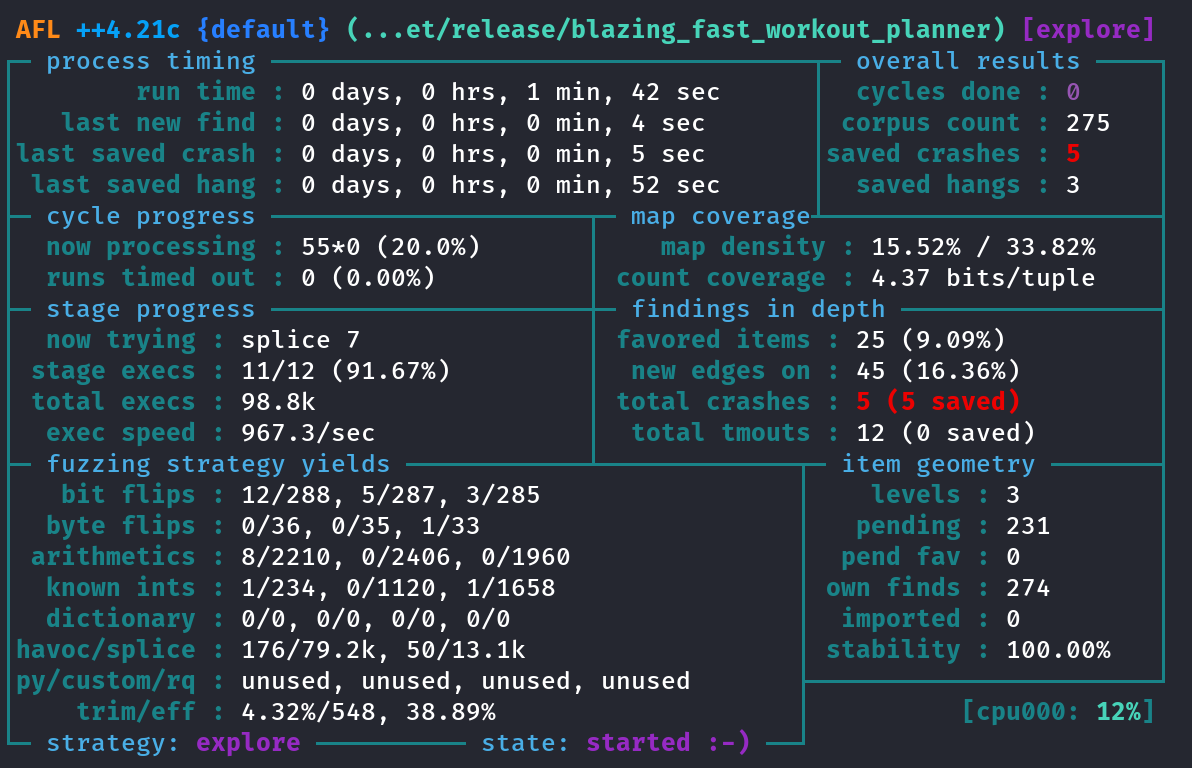 AFL ++4.21c {default} (...et/release/blazing_fast_workout_planner) [explore]
process timing overall results
run time : 0 days, 0 hrs, 1 min, 42 sec cycles done : 0
last new find : 0 days, 0 hrs, 0 min, 4 sec corpus count : 275
last saved crash : 0 days, 0 hrs, 0 min, 5 sec saved crashes : 5
last saved hang : 0 days, 0 hrs, 0 min, 52 sec saved hangs : 3
cycle progress map coverage
now processing : 55*0 (20.0%) map density : 15.52% / 33.82%
runs timed out : 0 (0.00%) count coverage : 4.37 bits/tuple
stage progress findings in depth
now trying : splice 7 favored items : 25 (9.09%)
stage execs : 11/12 (91.67%) new edges on : 45 (16.36%)
total execs : 98.8k total crashes : 5 (5 saved)
exec speed : 967.3/sec total tmouts : 12 (0 saved)
fuzzing strategy yields item geometry
bit flips : 12/288, 5/287, 3/285 levels : 3
byte flips : 0/36, 0/35, 1/33 pending : 231
arithmetics : 8/2210, 0/2406, 0/1960 pend fav : 0
known ints : 1/234, 0/1120, 1/1658 own finds : 274
dictionary : 0/0, 0/0, 0/0, 0/0 imported : 0
havoc/splice : 176/79.2k, 50/13.1k stability : 100.00%
py/custom/rq : unused, unused, unused, unused
trim/eff : 4.32%/548, 38.89% [cpu000: 12%]
strategy: explore state: started :-)